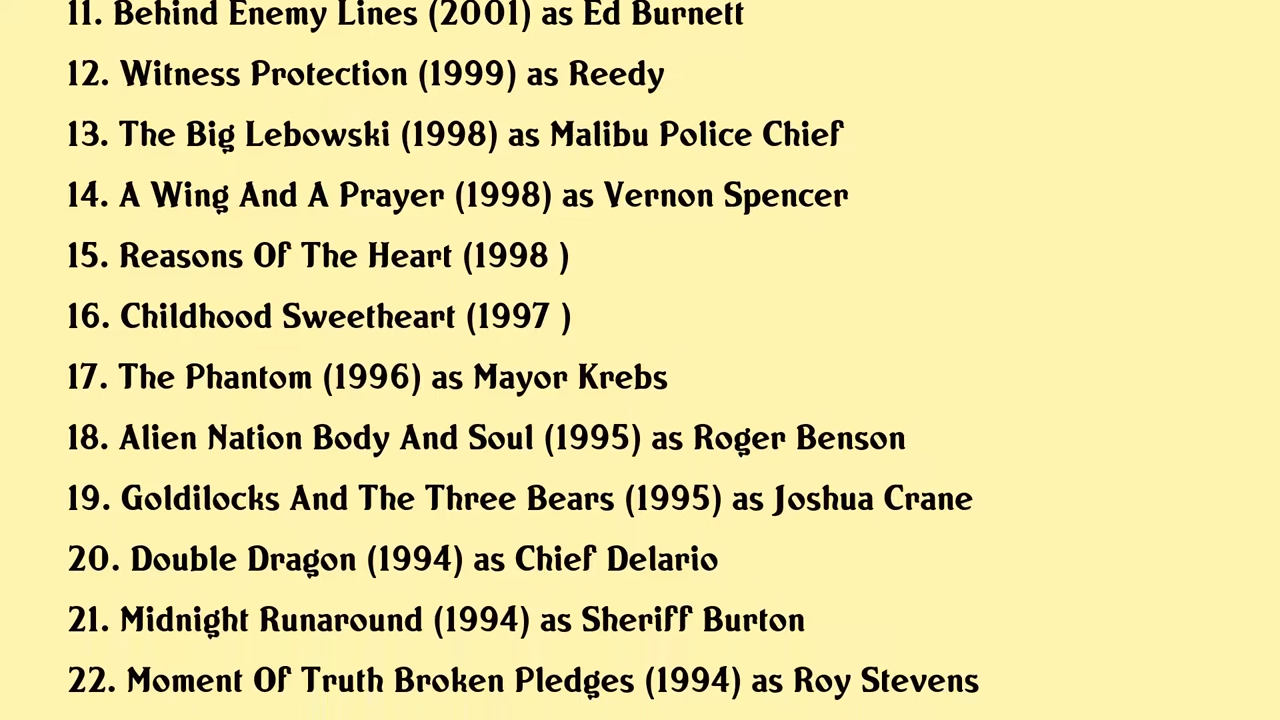 11. Behind Enemy Lines (2001) as Ed Burnett
12. Witness Protection (1999) as Reedy
13. The Big Lebowski (1998) as Malibu Police Chief
14. A Wing And A Prayer (1998) as Vernon Spencer
15. Reasons Of The Heart (1998 )
16. Childhood Sweetheart (1997 )
17. The Phantom (1996) as Mayor Krebs
18. Alien Nation Body And Soul (1995) as Roger Benson
19. Goldilocks And The Three Bears (1995) as Joshua Crane
20. Double Dragon (1994) as Chief Delario
21. Midnight Runaround (1994) as Sheriff Burton
22. Moment Of Truth Broken Pledges (1994) as Roy Stevens